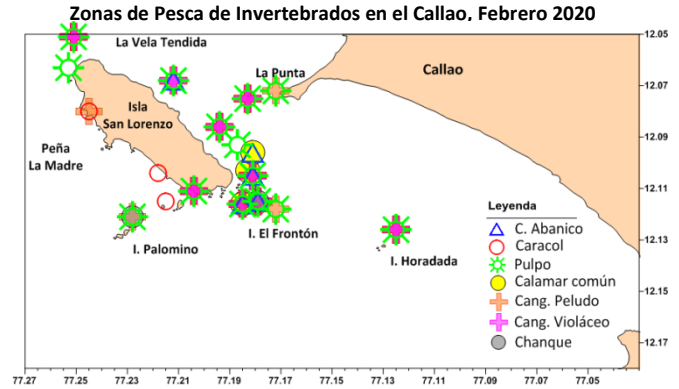 Zonas de Pesca de Invertebrados en el Callao, Febrero 2020
La Vela Tendida
La Punta
Callao
Isla
San Lorenzo
Peña
La Madre
I. Palomino
I. El Frontón
I. Horadada
Leyenda
C. Abanico
Caracol
Pulpo
Calamar común
Cang. Peludo
Cang. Violáceo
Chanque
12.05
12.07
12.09
12.11
12.13
12.15
12.17
77.27 77.25 77.23 77.21 77.19 77.17 77.15 77.13 77.11 77.09 77.07 77.05